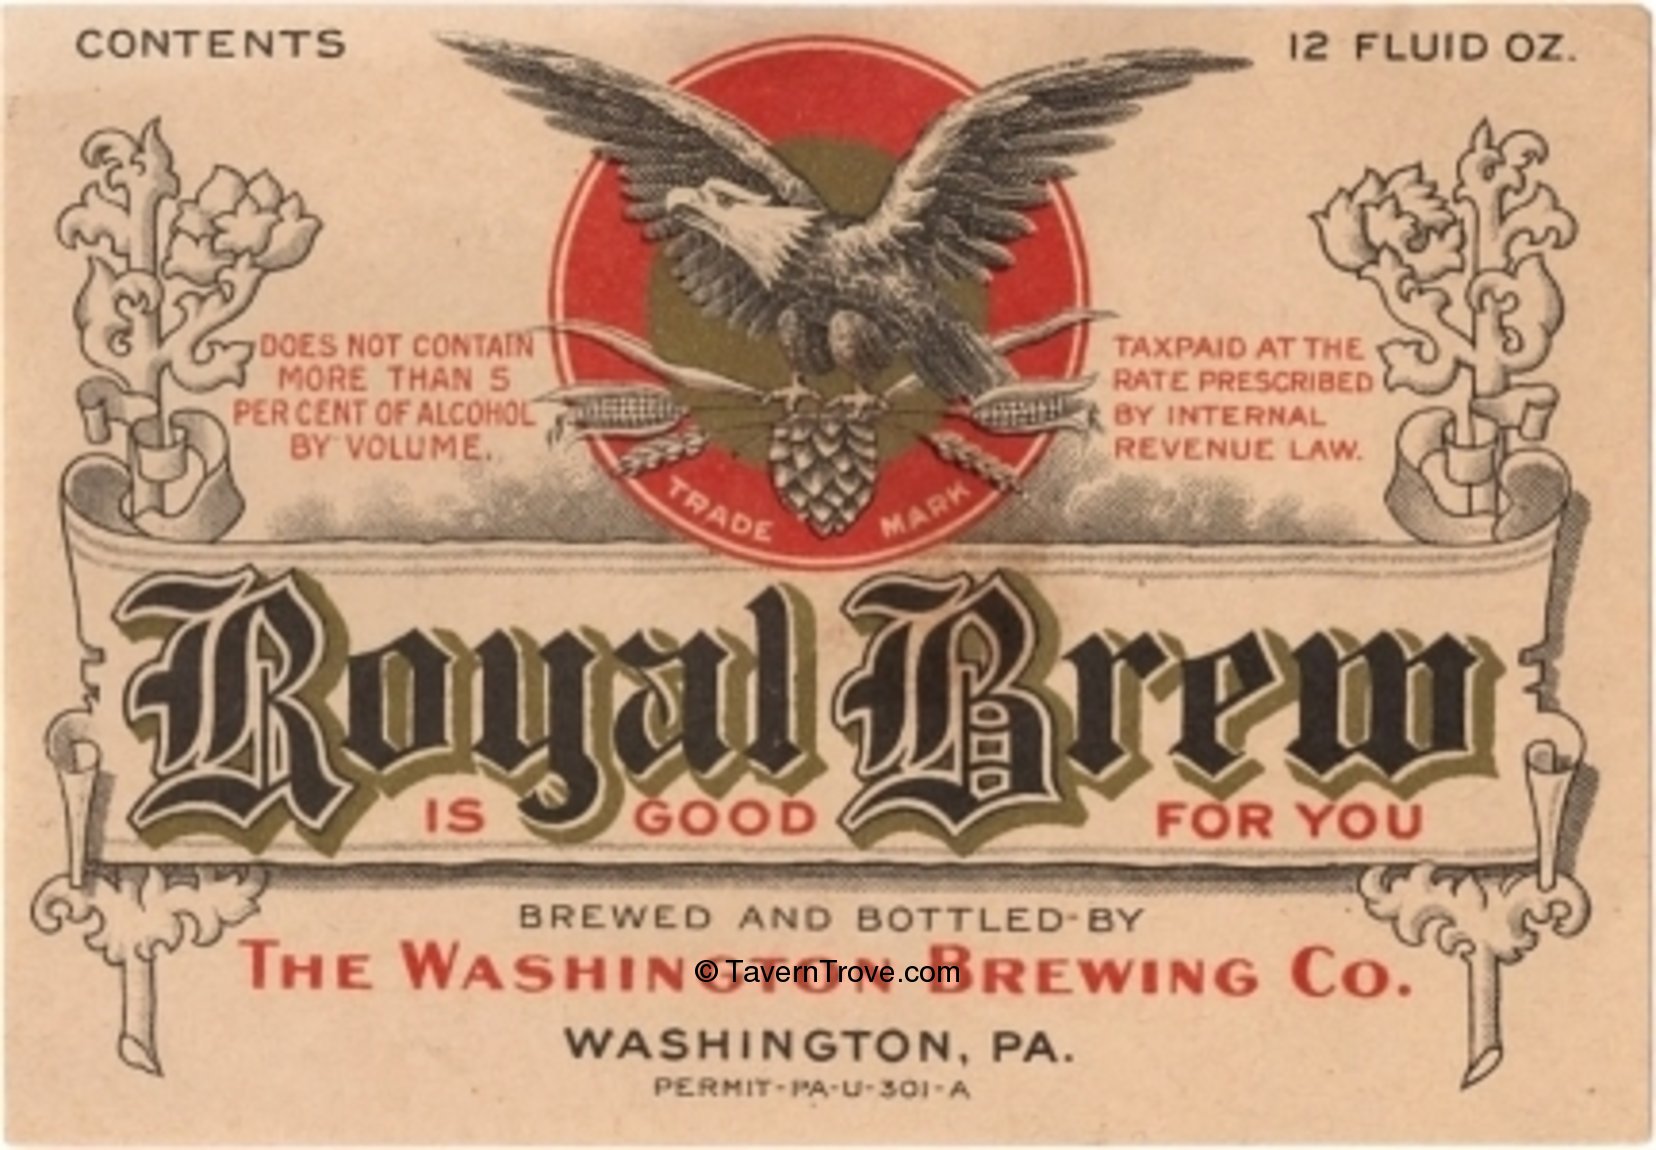 CONTENTS
12 FLUID OZ.
DOES NOT CONTAIN
MORE THAN 5
PER CENT OF ALCOHOL
BY VOLUME.
TAXPAID AT THE
RATE PRESCRIBED
BY INTERNAL
REVENUE LAW.
TRADE MARK
Royal Brew
IS GOOD FOR YOU
BREWED AND BOTTLED-BY
THE WASHINGTON BREWING CO.
© TavernTrove.com
WASHINGTON, PA.
PERMIT-PA-U-301-A